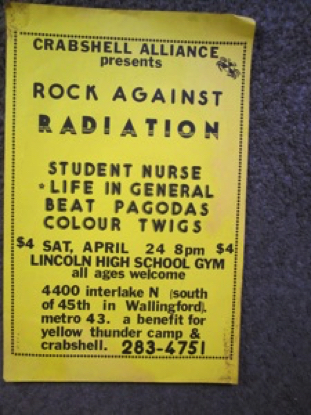 CRABSHELL ALLIANCE
presents
ROCK AGAINST
RADIATION
STUDENT NURSE
* LIFE IN GENERAL
BEAT PAGODAS
COLOUR TWIGS
$4 SAT, APRIL 24 8pm $4
LINCOLN HIGH SCHOOL GYM
all ages welcome
4400 interlake N (south
of 45th in Wallingford).
metro 43. a benefit for
yellow thunder camp &
crabshell. 283-4751